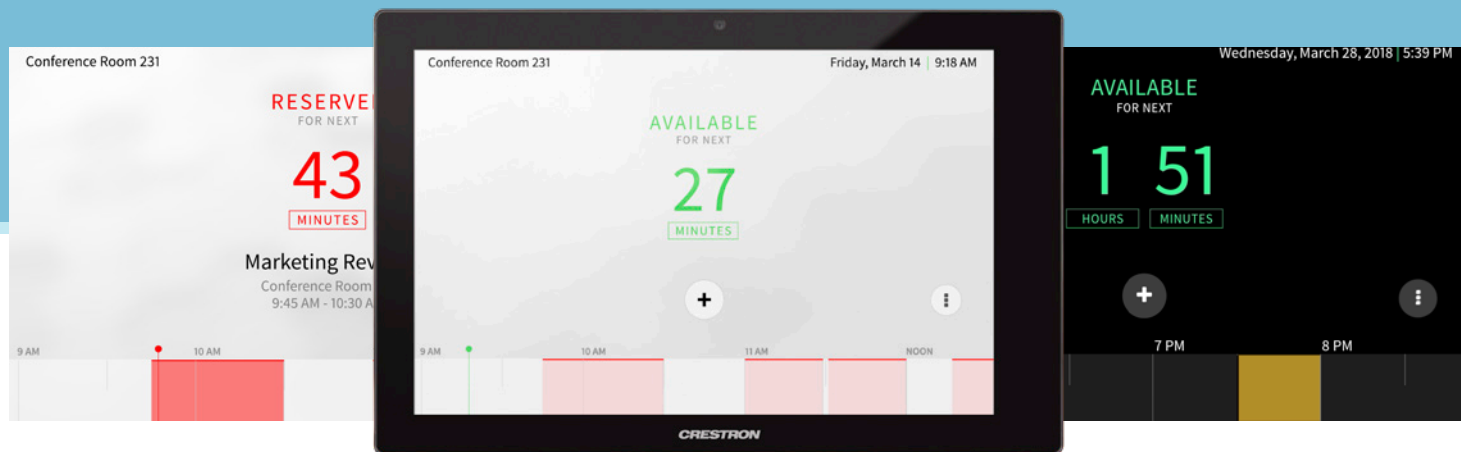 Conference Room 231
RESERVE
FOR NEXT
43
MINUTES
Marketing Rev
Conference Room
9:45 AM - 10:30 A
9 AM
10 AM
Conference Room 231
Friday, March 14 | 9:18 AM
AVAILABLE
FOR NEXT
27
MINUTES
+
9 AM
10 AM
11 AM
NOON
CRESTRON
Wednesday, March 28, 2018 | 5:39 PM
AVAILABLE
FOR NEXT
1 51
HOURS MINUTES
+
7 PM
8 PM